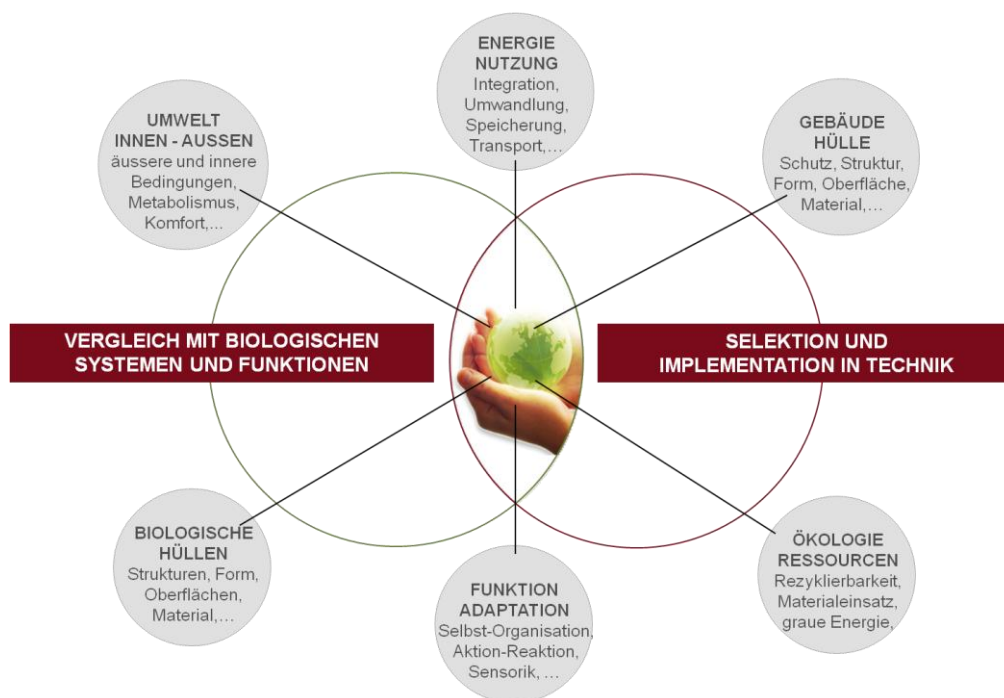 ENERGIE
NUTZUNG
Integration,
Umwandlung,
Speicherung,
Transport,...
UMWELT
INNEN - AUSSEN
äussere und innere
Bedingungen,
Metabolismus,
Komfort,...
GEBÄUDE
HÜLLE
Schutz, Struktur,
Form, Oberfläche,
Material,...
VERGLEICH MIT BIOLOGISCHEN
SYSTEMEN UND FUNKTIONEN
SELEKTION UND
IMPLEMENTATION IN TECHNIK
BIOLOGISCHE
HÜLLEN
Strukturen, Form,
Oberflächen,
Material,...
FUNKTION
ADAPTATION
Selbst-Organisation,
Aktion-Reaktion,
Sensorik, ...
ÖKOLOGIE
RESSOURCEN
Rezyklierbarkeit,
Materialeinsatz,
graue Energie,